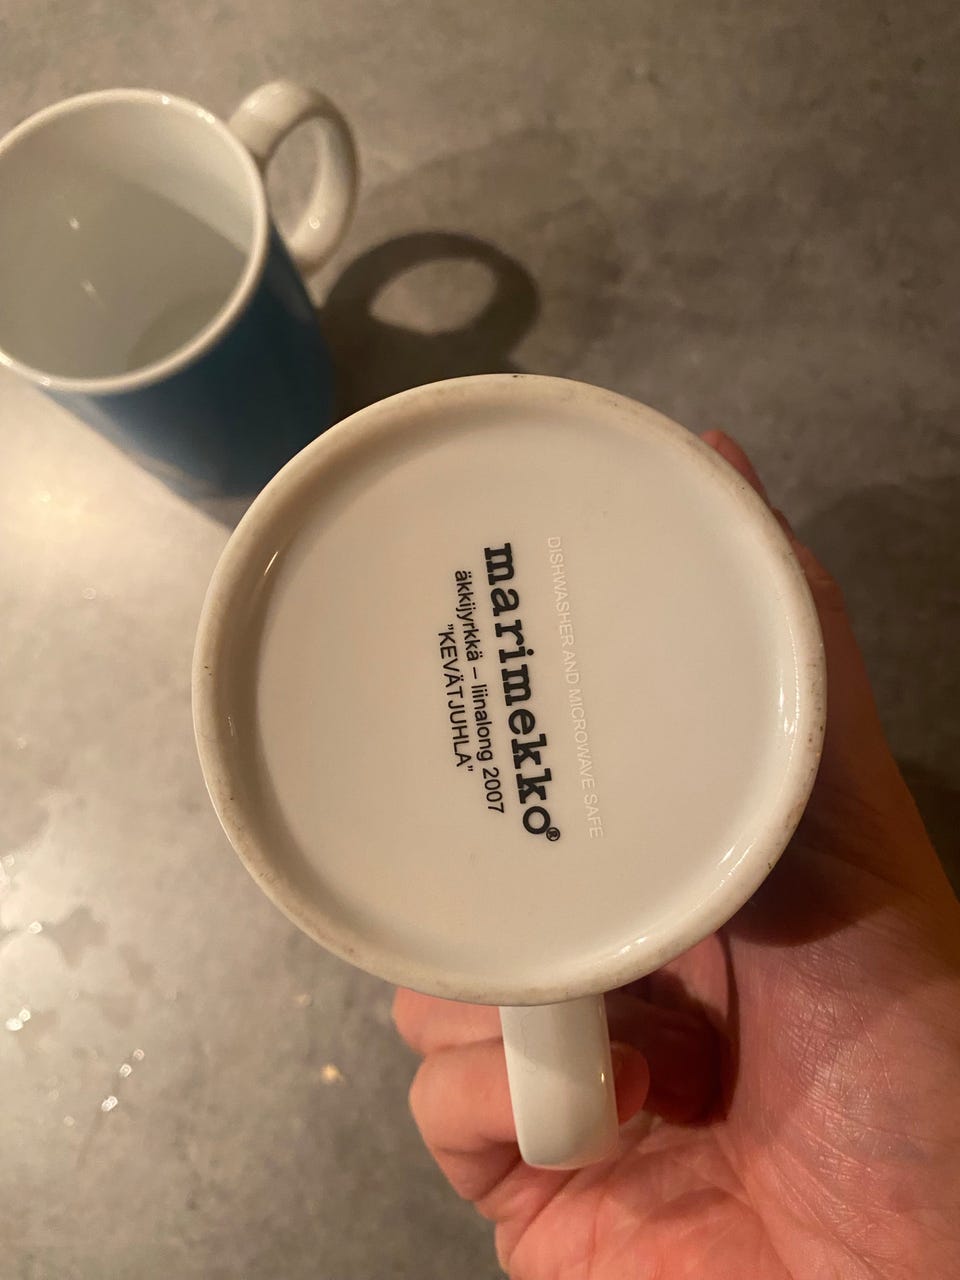 DISHWASHER AND MICROWAVE SAFE
marimekko®
äkkijyrkkä – liinalong 2007
"KEVÄTJUHLA"